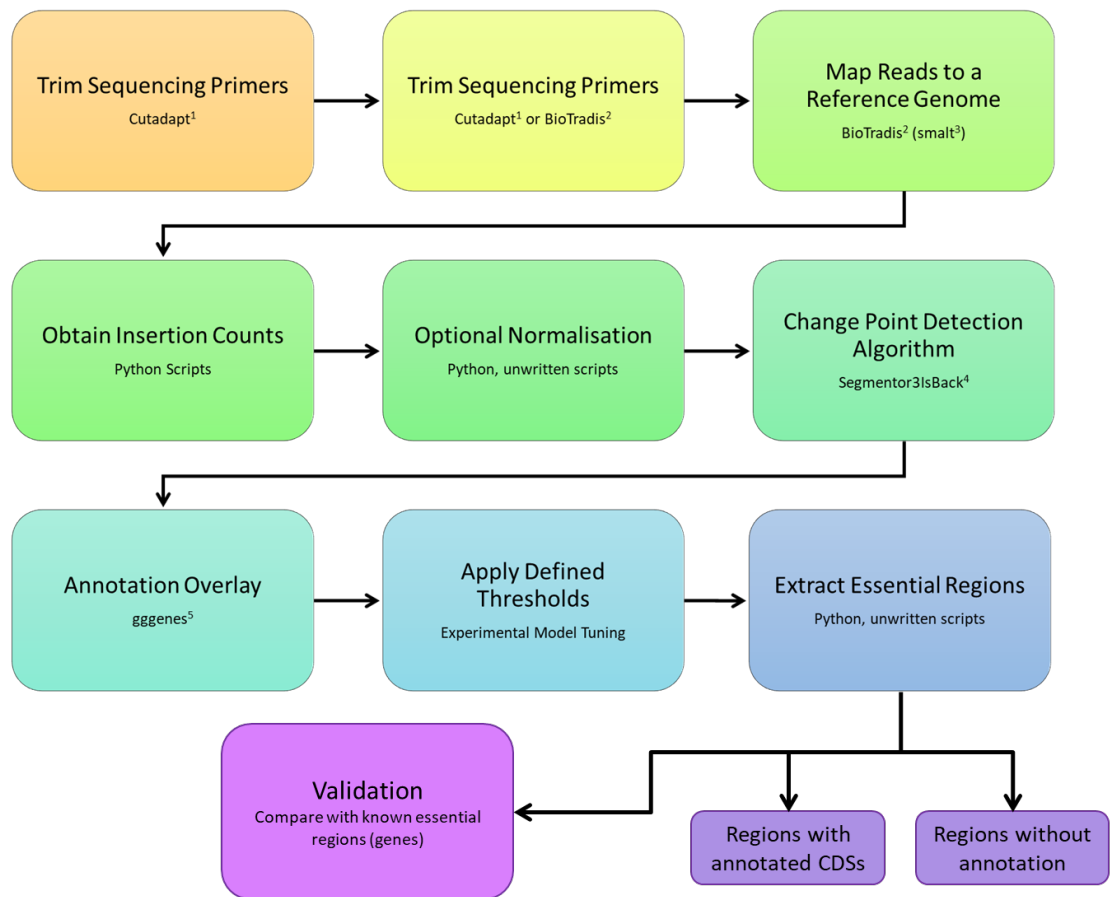 Trim Sequencing Primers
Cutadapt¹
Trim Sequencing Primers
Cutadapt¹ or BioTradis²
Map Reads to a
Reference Genome
BioTradis² (smalt³)
Obtain Insertion Counts
Python Scripts
Optional Normalisation
Python, unwritten scripts
Change Point Detection
Algorithm
Segmentor3IsBack⁴
Annotation Overlay
gggenes⁵
Apply Defined
Thresholds
Experimental Model Tuning
Extract Essential Regions
Python, unwritten scripts
Validation
Compare with known essential
regions (genes)
Regions with
annotated CDSs
Regions without
annotation